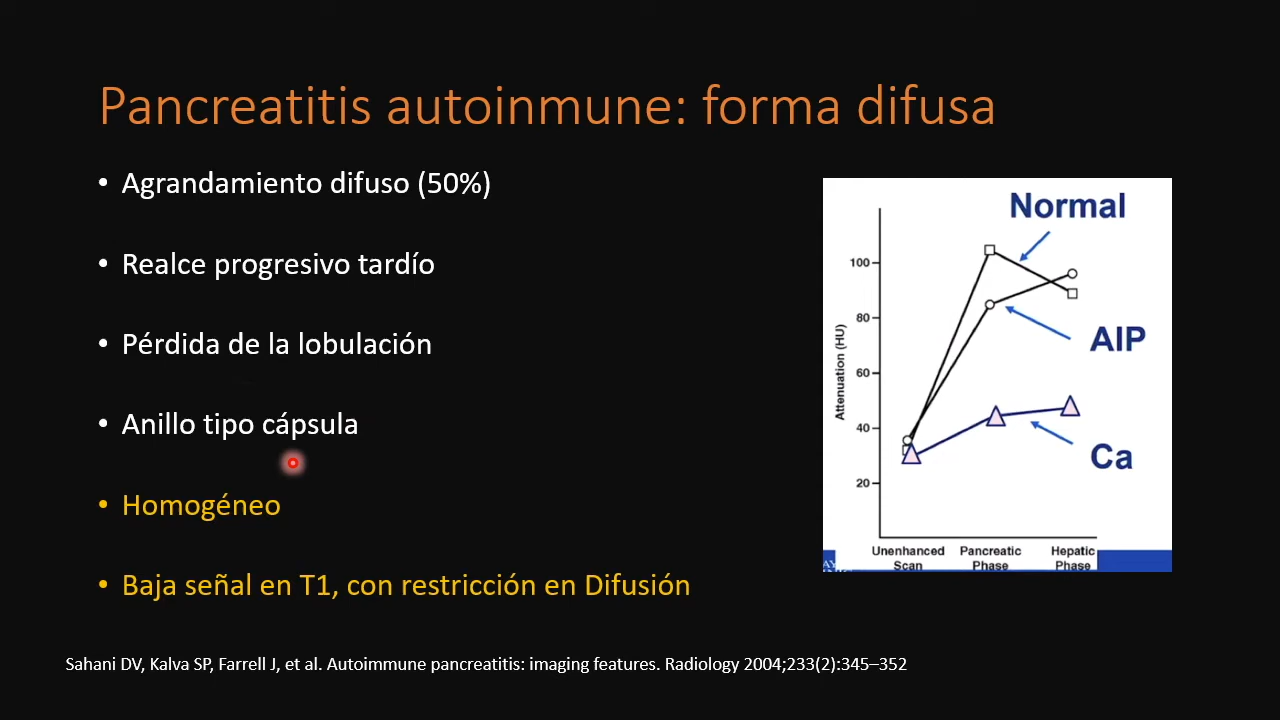 Pancreatitis autoinmune: forma difusa
• Agrandamiento difuso (50%)
• Realce progresivo tardío
• Pérdida de la lobulación
• Anillo tipo cápsula
• Homogéneo
• Baja señal en T1, con restricción en Difusión
Normal
AIP
Ca
Attenuation (HU)
100
80
60
40
20
Unenhanced Scan
Pancreatic Phase
Hepatic Phase
Sahani DV, Kalva SP, Farrell J, et al. Autoimmune pancreatitis: imaging features. Radiology 2004;233(2):345–352